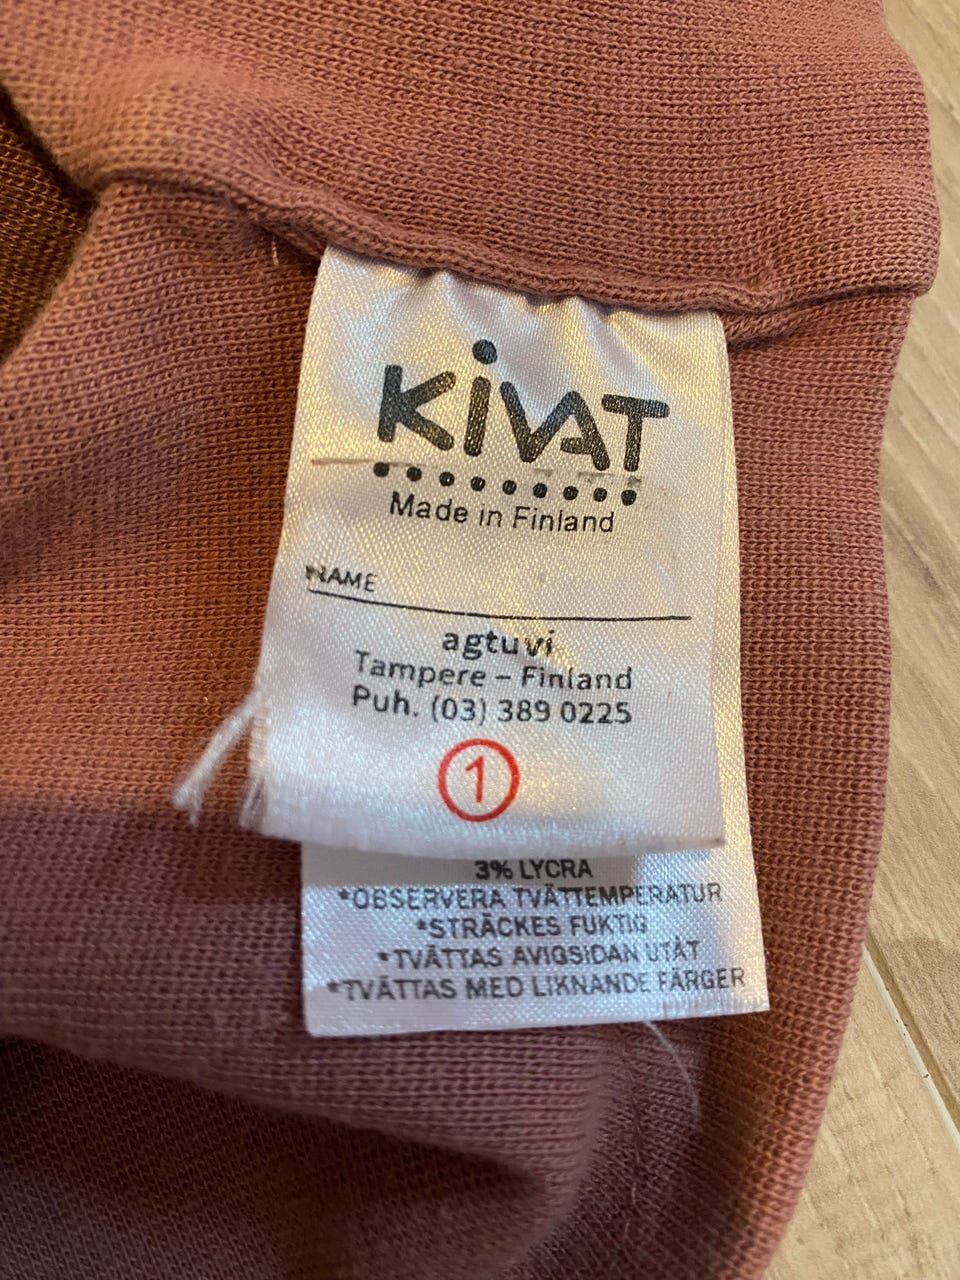 KiVAT
Made in Finland
NAME
agtuvi
Tampere – Finland
Puh. (03) 389 0225
1
3% LYCRA
*OBSERVERA TVÄTTEMPERATUR
*STRÄCKES FUKTIG
*TVÄTTAS AVIGSIDAN UTÅT
*TVÄTTAS MED LIKNANDE FÄRGER